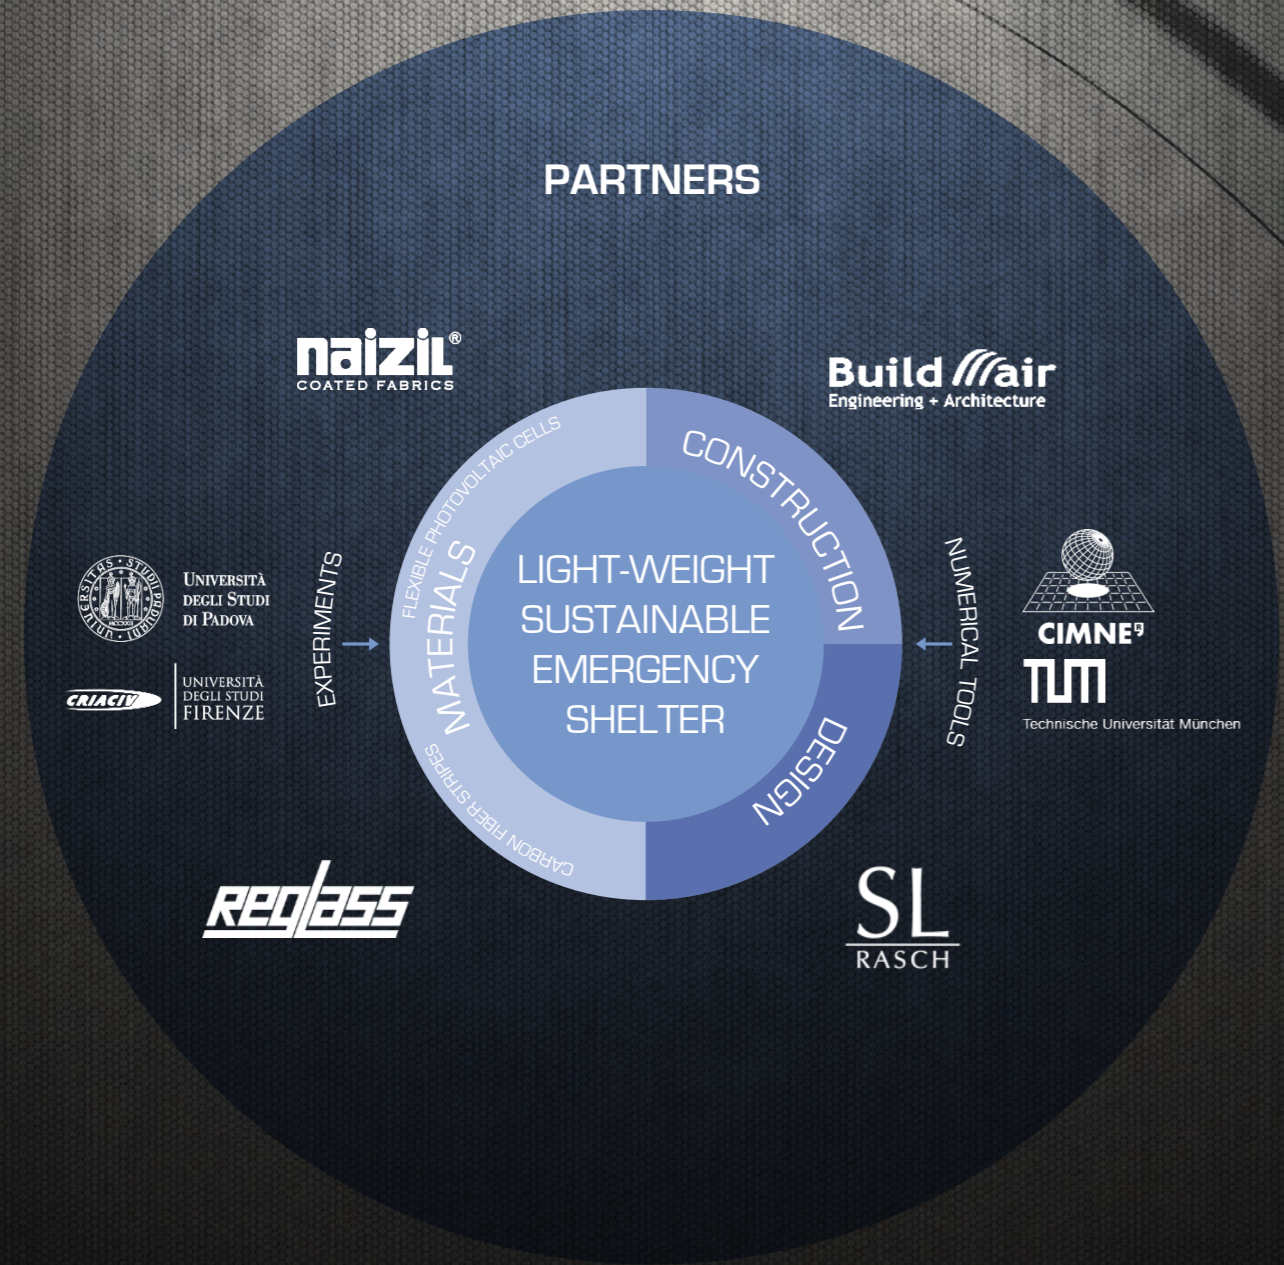 PARTNERS
naizil®
COATED FABRICS
Build air
Engineering + Architecture
FLEXIBLE PHOTOVOLTAIC CELLS
MATERIALS
CARBON FIBER STRIPES
CONSTRUCTION
DESIGN
LIGHT-WEIGHT
SUSTAINABLE
EMERGENCY
SHELTER
UNIVERSITÀ
DEGLI STUDI
DI PADOVA
CRIACIV
UNIVERSITÀ
DEGLI STUDI
FIRENZE
EXPERIMENTS
NUMERICAL TOOLS
CIMNE
TUM
Technische Universität München
Reglass
SL
RASCH